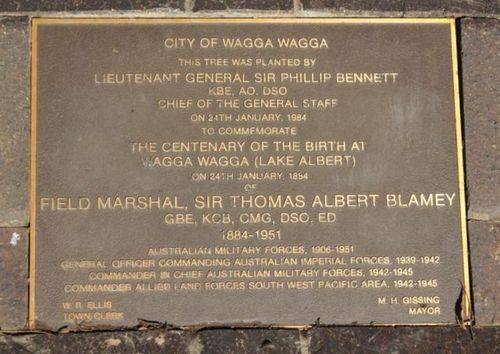 CITY OF WAGGA WAGGA
THIS TREE WAS PLANTED BY
LIEUTENANT GENERAL SIR PHILLIP BENNETT
KBE, AO, DSO
CHIEF OF THE GENERAL STAFF
ON 24TH JANUARY, 1984
TO COMMEMORATE
THE CENTENARY OF THE BIRTH AT
WAGGA WAGGA (LAKE ALBERT)
ON 24TH JANUARY, 1884
OF
FIELD MARSHAL, SIR THOMAS ALBERT BLAMEY
GBE, KCB, CMG, DSO, ED
1884-1951
AUSTRALIAN MILITARY FORCES, 1906-1951
GENERAL OFFICER COMMANDING AUSTRALIAN IMPERIAL FORCES, 1939-1942
COMMANDER IN CHIEF AUSTRALIAN MILITARY FORCES, 1942-1945
COMMANDER ALLIED LAND FORCES SOUTH WEST PACIFIC AREA, 1942-1945
W. R. ELLIS
TOWN CLERK
M. H. GISSING
MAYOR